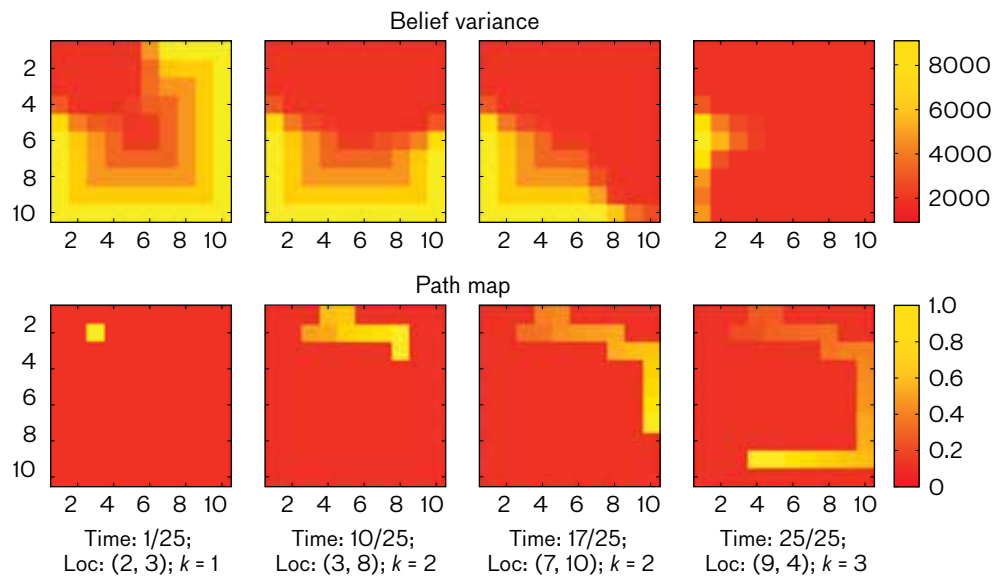 Belief variance
2
4
6
8
10
2 4 6 8 10
2 4 6 8 10
2 4 6 8 10
2 4 6 8 10
8000
6000
4000
2000
Path map
2
4
6
8
10
2 4 6 8 10
2 4 6 8 10
2 4 6 8 10
2 4 6 8 10
1.0
0.8
0.6
0.4
0.2
0
Time: 1/25;
Loc: (2, 3); k = 1
Time: 10/25;
Loc: (3, 8); k = 2
Time: 17/25;
Loc: (7, 10); k = 2
Time: 25/25;
Loc: (9, 4); k = 3